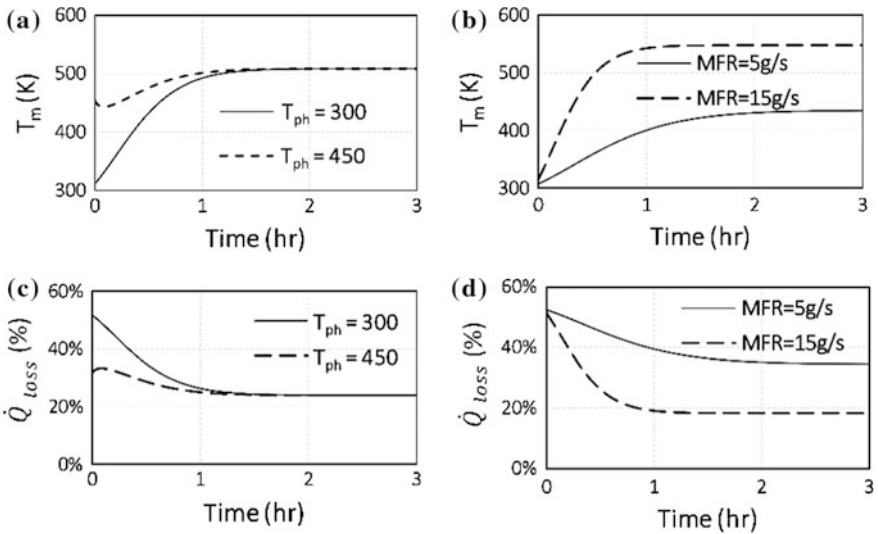 (a)
600
500
400
300
T_m (K)
T_ph = 300
T_ph = 450
0 1 2 3
Time (hr)
(b)
600
500
400
300
T_m (K)
MFR=5g/s
MFR=15g/s
0 1 2 3
Time (hr)
(c)
60%
40%
20%
0%
Q̇ loss (%)
T_ph = 300
T_ph = 450
0 1 2 3
Time (hr)
(d)
60%
40%
20%
0%
Q̇ loss (%)
MFR=5g/s
MFR=15g/s
0 1 2 3
Time (hr)